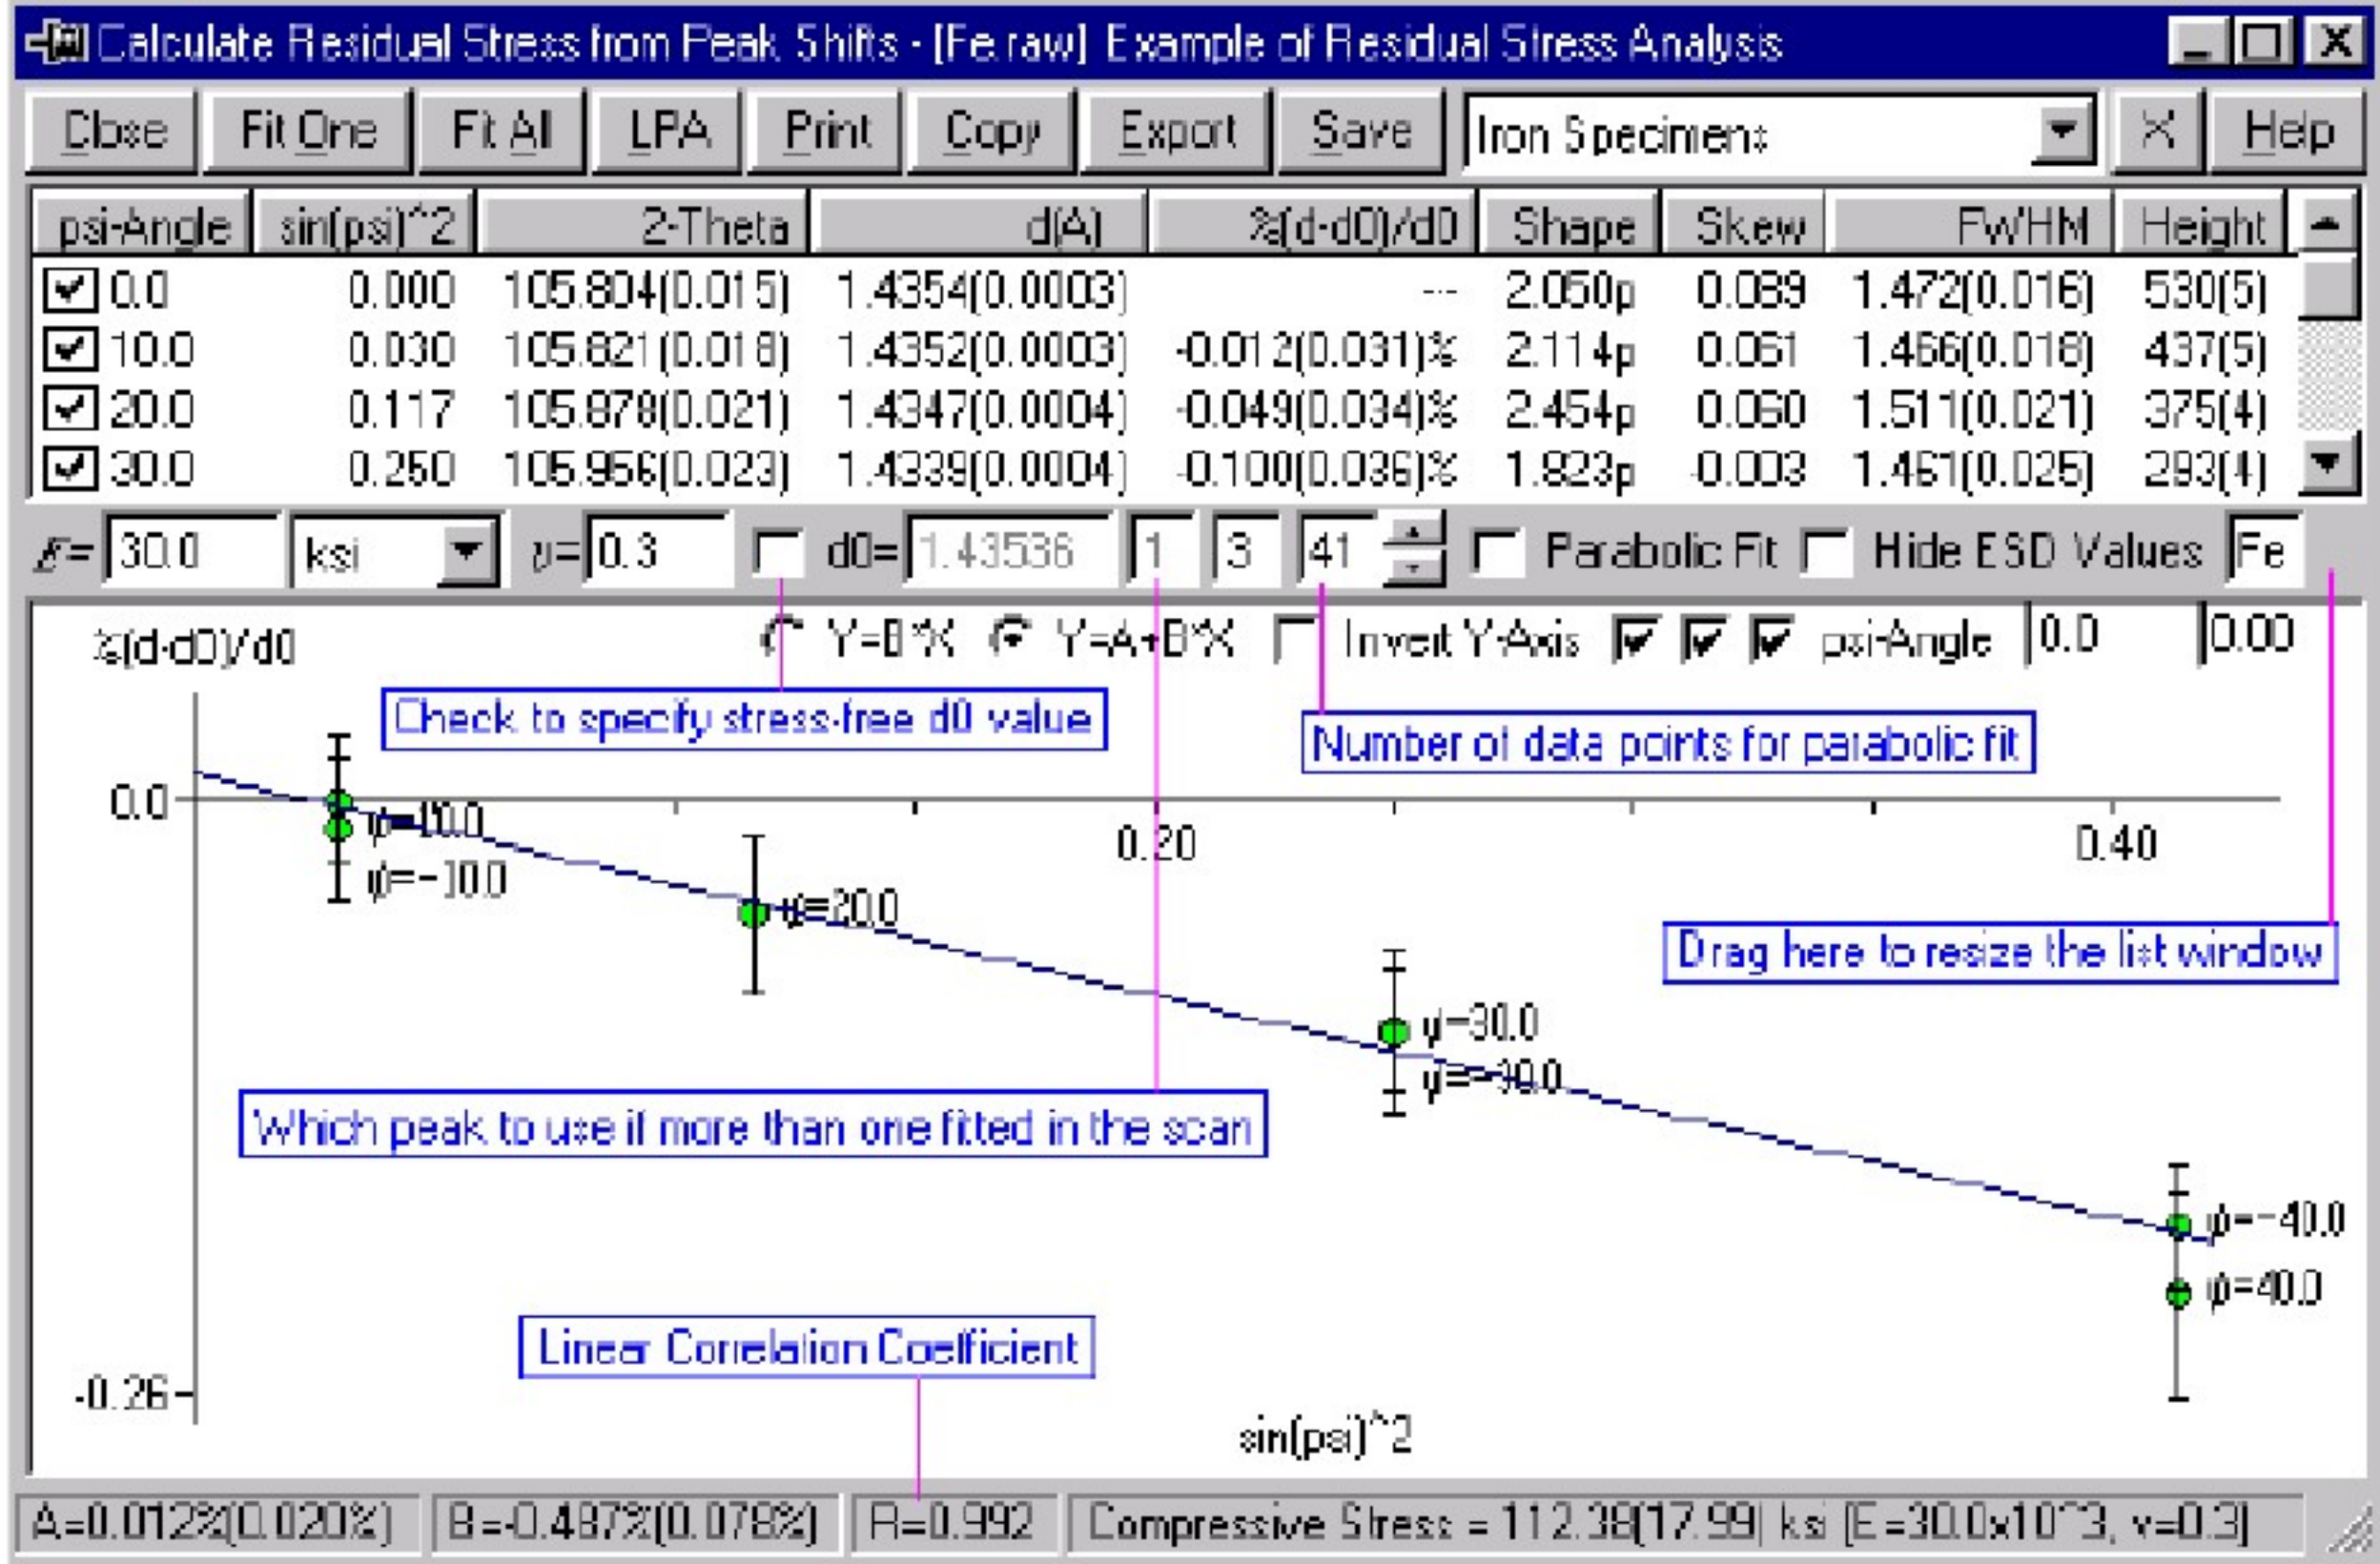 Calculate Residual Stress from Peak Shifts - [Fe.raw] Example of Residual Stress Analysis
Close Fit One Fit All LPA Print Copy Export Save Iron Specimens X Help
psi-Angle sin(psi)^2 2-Theta d(A) %(d-d0)/d0 Shape Skew FWHM Height
0.0 0.000 105.804(0.015) 1.4354(0.0003) --- 2.050p 0.089 1.472(0.016) 530(5)
10.0 0.030 105.821(0.018) 1.4352(0.0003) -0.012(0.031)% 2.114p 0.061 1.466(0.018) 437(5)
20.0 0.117 105.878(0.021) 1.4347(0.0004) -0.049(0.034)% 2.454p 0.060 1.511(0.021) 375(4)
30.0 0.250 105.956(0.023) 1.4339(0.0004) -0.100(0.036)% 1.823p -0.003 1.461(0.025) 293(4)
E= 30.0 ksi υ= 0.3 d0= 1.43536 1 3 41 Parabolic Fit Hide ESD Values Fe
%(d-d0)/d0 Y=B*X Y=A+B*X Invert Y-Axis psi-Angle 0.0 0.00
Check to specify stress-free d0 value
Number of data points for parabolic fit
0.0
0.20 0.40
ψ=-10.0
ψ=20.0
Drag here to resize the list window
ψ=30.0
ψ=-30.0
Which peak to use if more than one fitted in the scan
ψ=-40.0
ψ=40.0
Linear Correlation Coefficient
-0.26
sin(psi)^2
A=0.012%(0.020%) B=-0.487%(0.078%) R=0.992 Compressive Stress = 112.38(17.99) ksi [E=30.0x10^3, v=0.3]